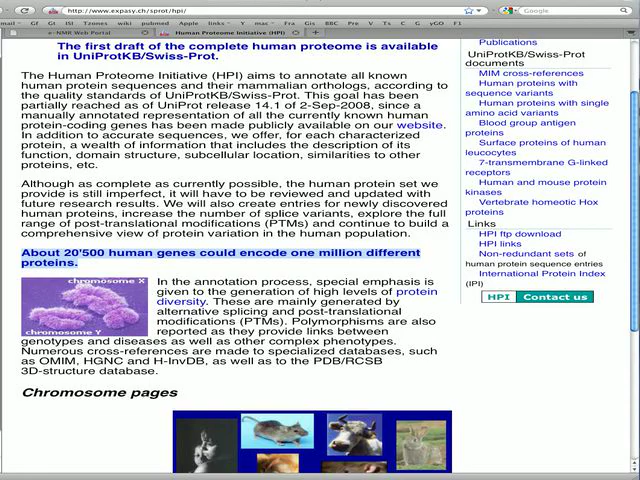 http://www.expasy.ch/sprot/hpi/
Google
Gf Gt ISI Tzones wiki pubmed Apple links Y mac Fra Gis BBC Pre V Ts C G yGO F1
e-NMR Web Portal
Human Proteome Initiative (HPI)
The first draft of the complete human proteome is available
in UniProtKB/Swiss-Prot.
The Human Proteome Initiative (HPI) aims to annotate all known
human protein sequences and their mammalian orthologs, according to
the quality standards of UniProtKB/Swiss-Prot. This goal has been
partially reached as of UniProt release 14.1 of 2-Sep-2008, since a
manually annotated representation of all the currently known human
protein-coding genes has been made publicly available on our website.
In addition to accurate sequences, we offer, for each characterized
protein, a wealth of information that includes the description of its
function, domain structure, subcellular location, similarities to other
proteins, etc.
Although as complete as currently possible, the human protein set we
provide is still imperfect, it will have to be reviewed and updated with
future research results. We will also create entries for newly discovered
human proteins, increase the number of splice variants, explore the full
range of post-translational modifications (PTMs) and continue to build a
comprehensive view of protein variation in the human population.
About 20'500 human genes could encode one million different
proteins.
chromosome X
chromosome Y
In the annotation process, special emphasis is
given to the generation of high levels of protein
diversity. These are mainly generated by
alternative splicing and post-translational
modifications (PTMs). Polymorphisms are also
reported as they provide links between
genotypes and diseases as well as other complex phenotypes.
Numerous cross-references are made to specialized databases, such
as OMIM, HGNC and H-InvDB, as well as to the PDB/RCSB
3D-structure database.
Chromosome pages
Publications
UniProtKB/Swiss-Prot
documents
MIM cross-references
Human proteins with
sequence variants
Human proteins with single
amino acid variants
Blood group antigen
proteins
Surface proteins of human
leucocytes
7-transmembrane G-linked
receptors
Human and mouse protein
kinases
Vertebrate homeotic Hox
proteins
Links
HPI ftp download
HPI links
Non-redundant sets of
human protein sequence entries
International Protein Index
(IPI)
HPI Contact us